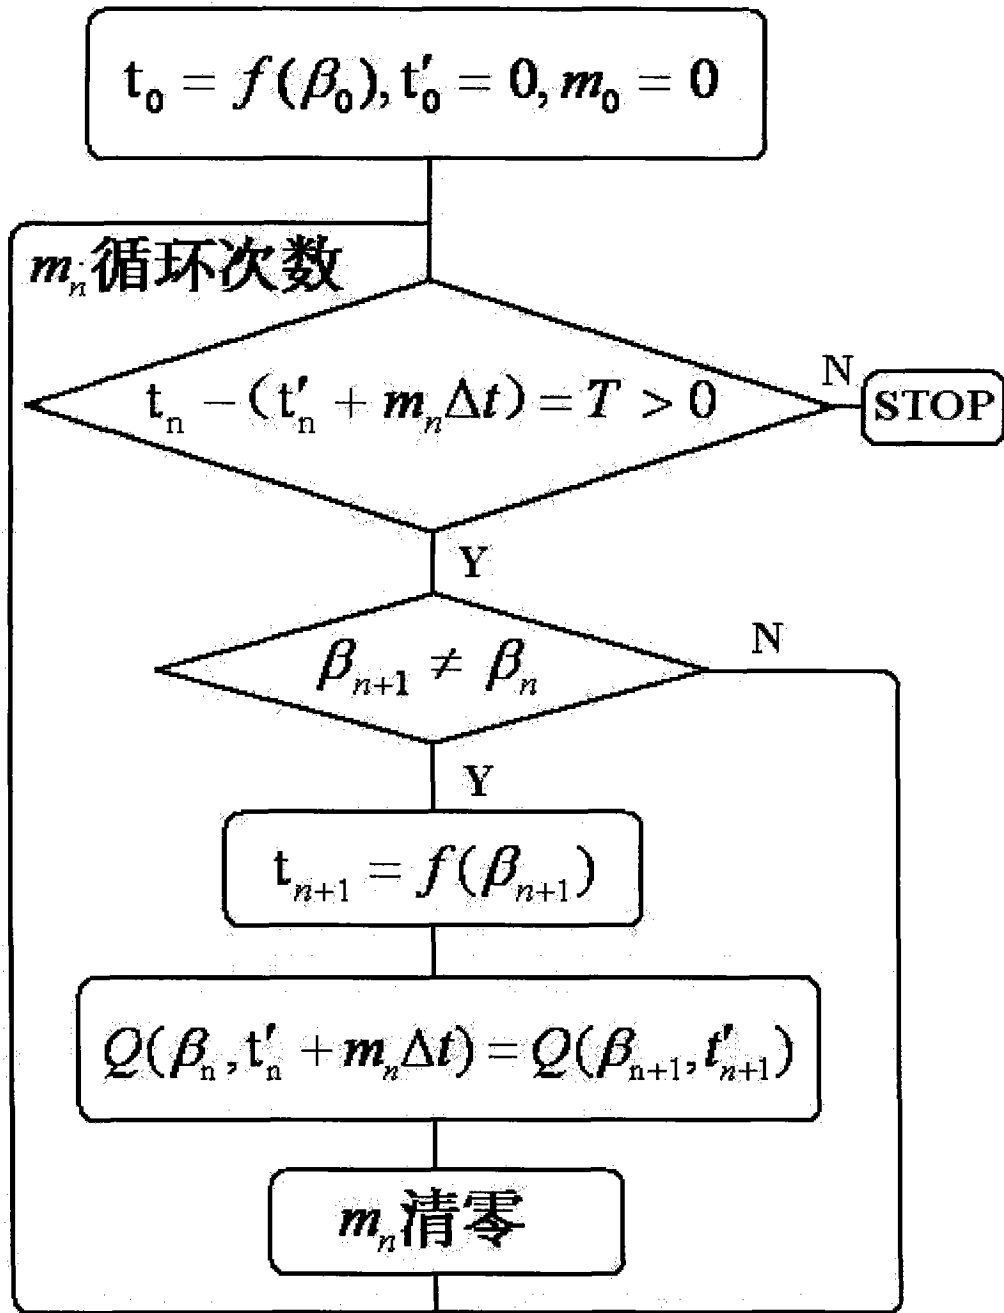 t₀ = f(β₀), t′₀ = 0, m₀ = 0
mₙ循环次数
tₙ − (t′ₙ + mₙΔt) = T > 0
N
STOP
Y
βₙ₊₁ ≠ βₙ
N
Y
tₙ₊₁ = f(βₙ₊₁)
Q(βₙ, t′ₙ + mₙΔt) = Q(βₙ₊₁, t′ₙ₊₁)
mₙ清零